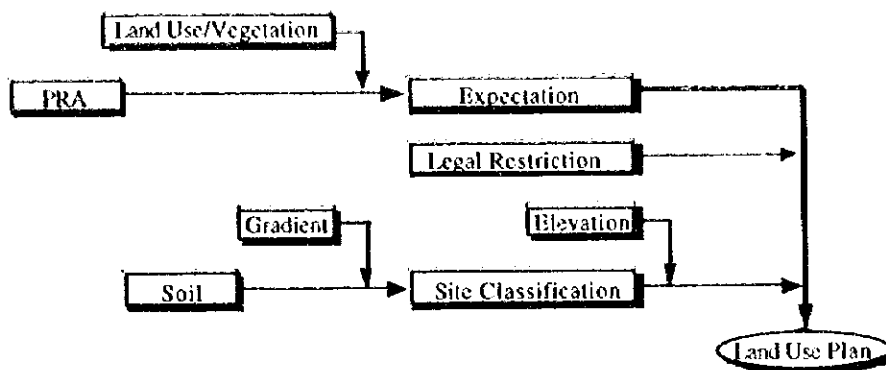 Land Use/Vegetation
PRA
Expectation
Legal Restriction
Gradient
Elevation
Soil
Site Classification
Land Use Plan